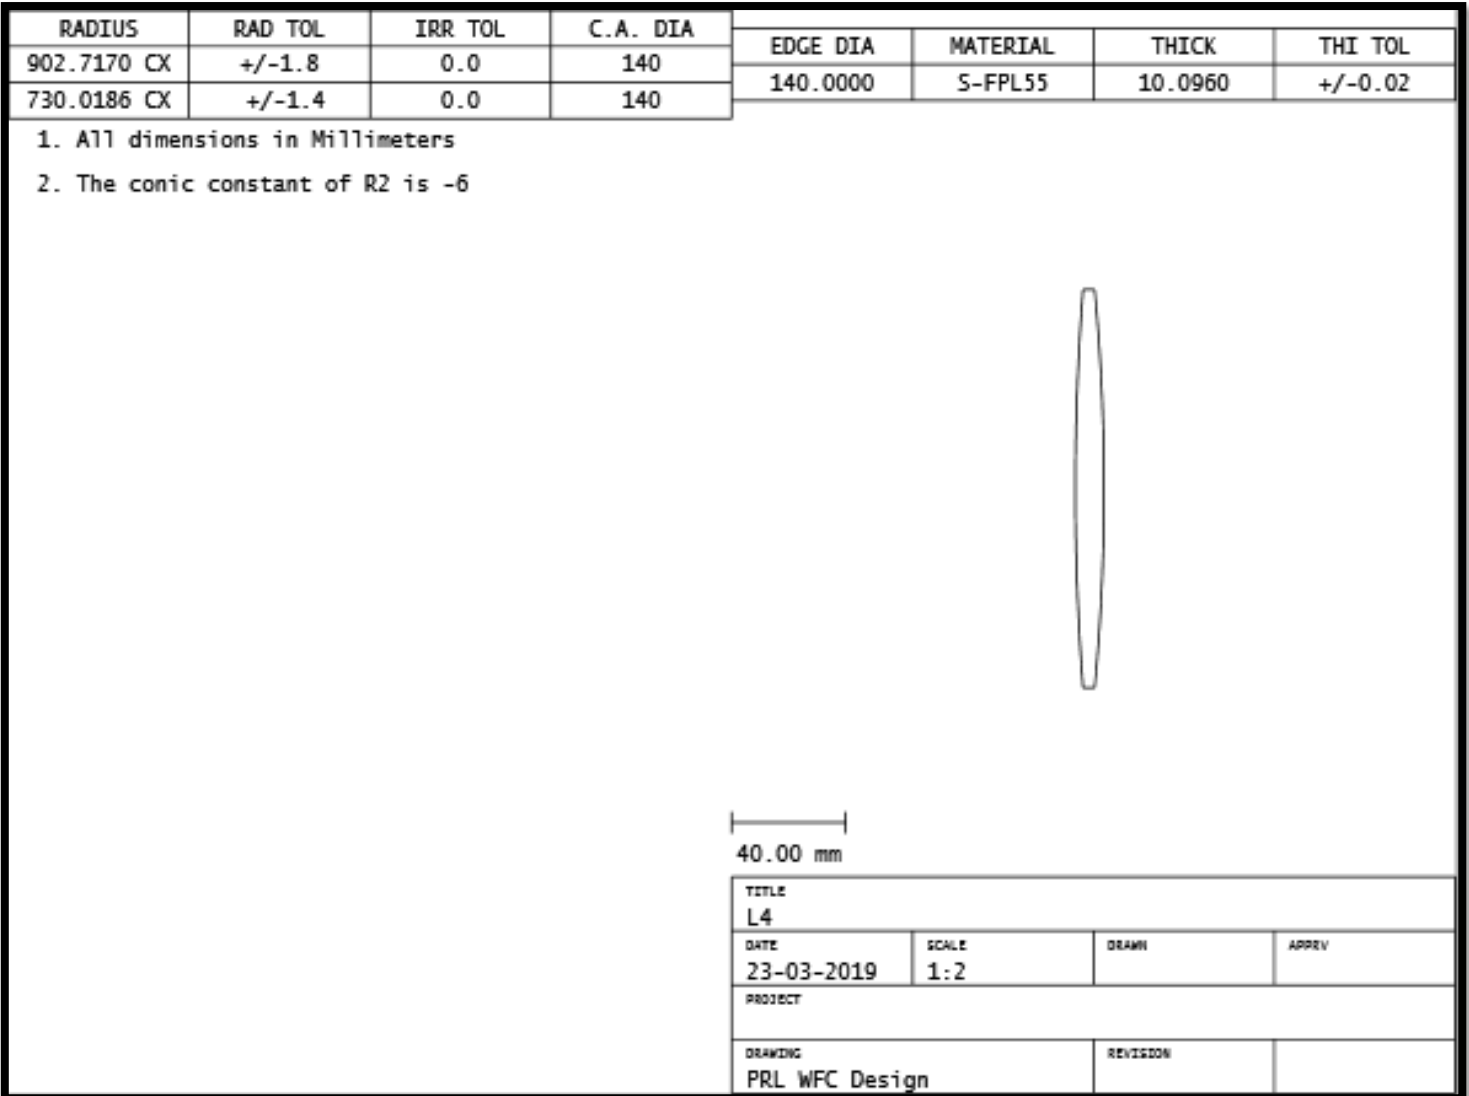 RADIUS RAD TOL IRR TOL C.A. DIA
902.7170 CX +/-1.8 0.0 140
730.0186 CX +/-1.4 0.0 140
EDGE DIA MATERIAL THICK THI TOL
140.0000 S-FPL55 10.0960 +/-0.02
1. All dimensions in Millimeters
2. The conic constant of R2 is -6
40.00 mm
TITLE
L4
DATE SCALE DRAWN APPRV
23-03-2019 1:2
PROJECT
DRAWING REVISION
PRL WFC Design